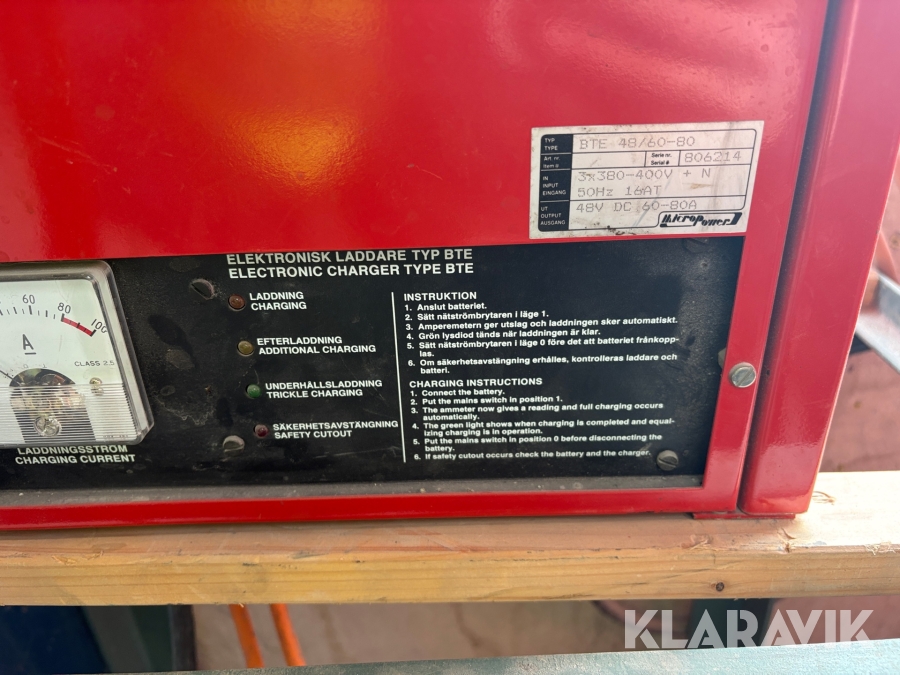 TYP
TYPE
BTE 48/60-80
Art. nr.
Item #
Serie nr.
Serial #
806214
IN
INPUT
EINGANG
3x380-400V + N
50Hz 16AT
UT
OUTPUT
AUSGANG
48V DC 60-80A
MicroPower
ELEKTRONISK LADDARE TYP BTE
ELECTRONIC CHARGER TYPE BTE
60
80
100
A
CLASS 2.5
LADDNINGSSTRÖM
CHARGING CURRENT
LADDNING
CHARGING
EFTERLADDNING
ADDITIONAL CHARGING
UNDERHÅLLSLADDNING
TRICKLE CHARGING
SÄKERHETSAVSTÄNGNING
SAFETY CUTOUT
INSTRUKTION
1. Anslut batteriet.
2. Sätt nätströmbrytaren i läge 1.
3. Amperemetern ger utslag och laddningen sker automatiskt.
4. Grön lysdiod tänds når laddningen är klar.
5. Sätt nätströmbrytaren i läge 0 före det att batteriet frånkopp-
las.
6. Om säkerhetsavstängning erhålles, kontrolleras laddare och
batteri.
CHARGING INSTRUCTIONS
1. Connect the battery.
2. Put the mains switch in position 1.
3. The ammeter now gives a reading and full charging occurs
automatically.
4. The green light shows when charging is completed and equal-
izing charging is in operation.
5. Put the mains switch in position 0 before disconnecting the
battery.
6. If safety cutout occurs check the battery and the charger.
KLARAVIK